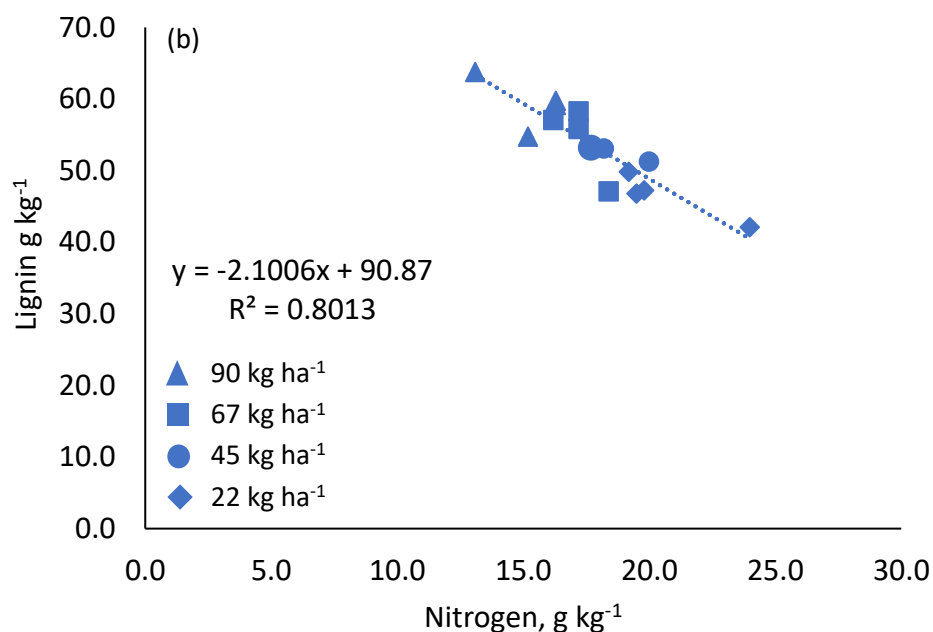 (b)
70.0
60.0
50.0
40.0
30.0
20.0
10.0
0.0
Lignin g kg⁻¹
y = -2.1006x + 90.87
R² = 0.8013
90 kg ha⁻¹
67 kg ha⁻¹
45 kg ha⁻¹
22 kg ha⁻¹
0.0 5.0 10.0 15.0 20.0 25.0 30.0
Nitrogen, g kg⁻¹